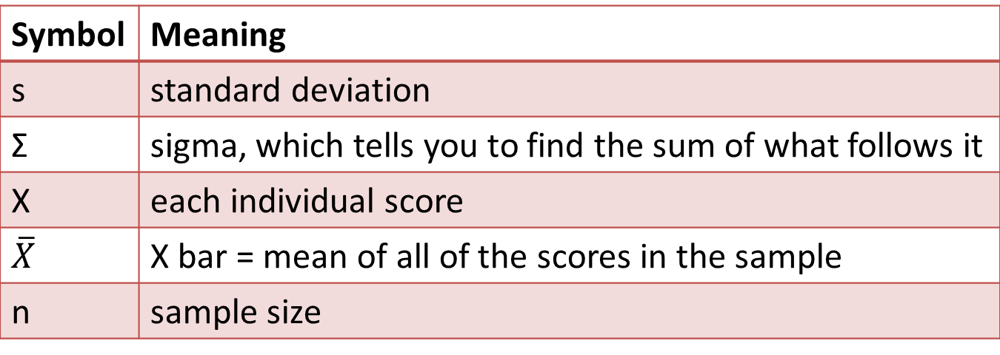 Symbol Meaning
s standard deviation
Σ sigma, which tells you to find the sum of what follows it
X each individual score
X̄ X bar = mean of all of the scores in the sample
n sample size